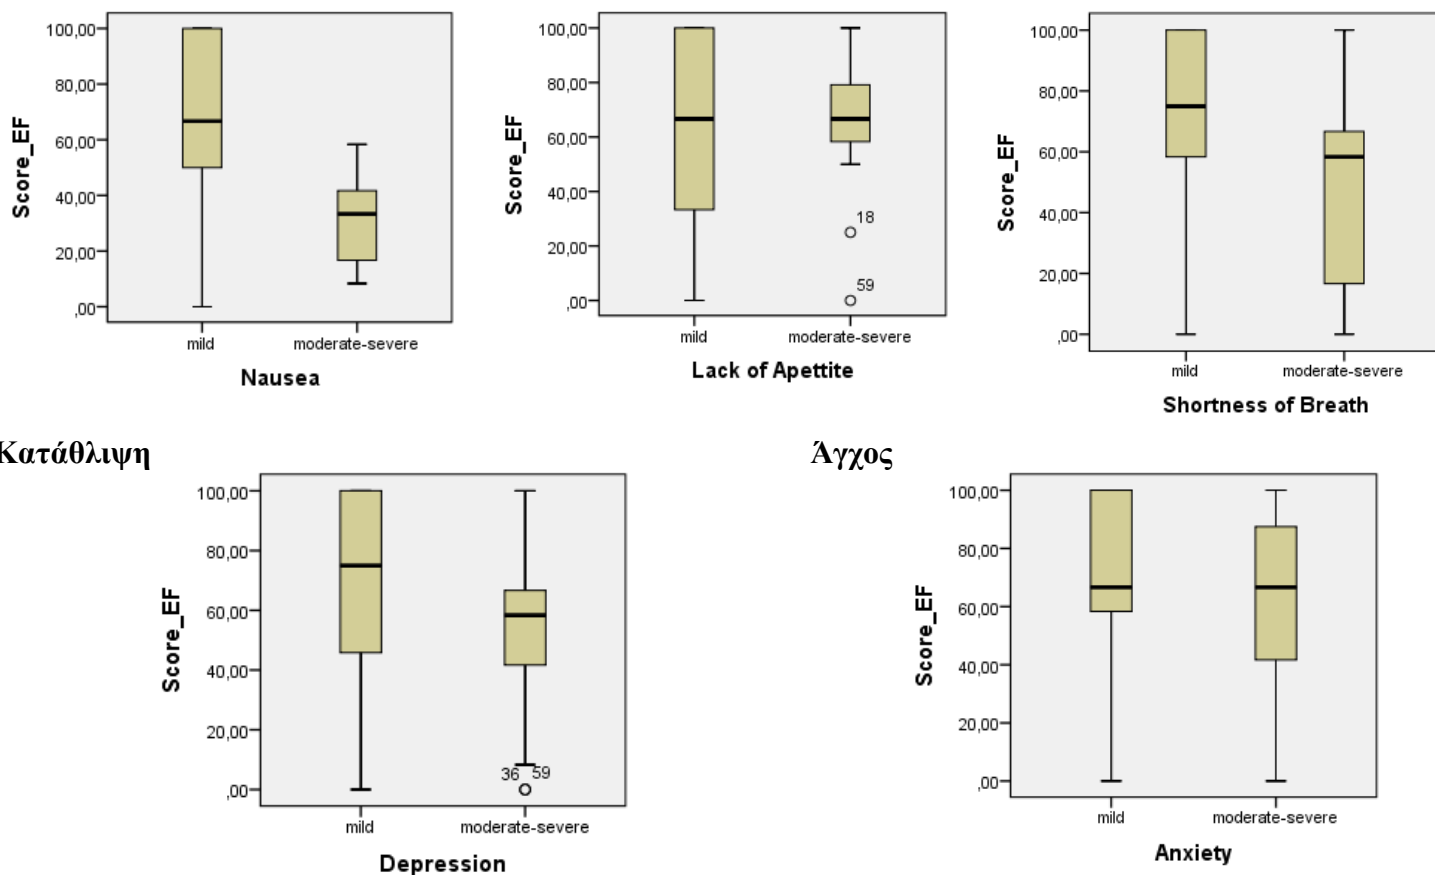 100,00
80,00
60,00
40,00
20,00
,00
Score_EF
mild moderate-severe
Nausea
100,00
80,00
60,00
40,00
20,00
,00
Score_EF
18
59
mild moderate-severe
Lack of Apettite
100,00
80,00
60,00
40,00
20,00
,00
Score_EF
mild moderate-severe
Shortness of Breath
Κατάθλιψη
Άγχος
100,00
80,00
60,00
40,00
20,00
,00
Score_EF
36 59
mild moderate-severe
Depression
100,00
80,00
60,00
40,00
20,00
,00
Score_EF
mild moderate-severe
Anxiety